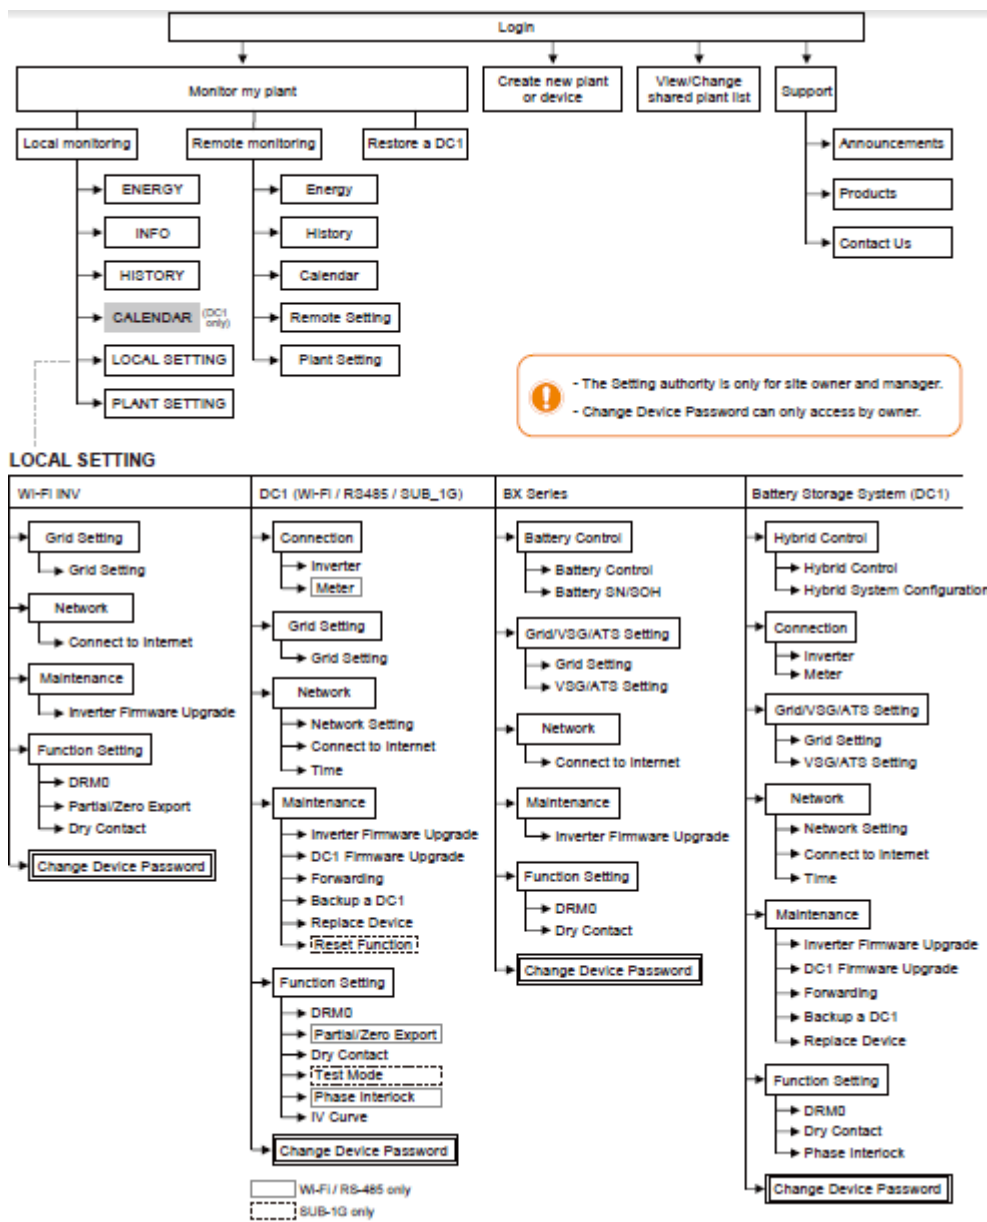 Login
Monitor my plant
Create new plant
or device
View/Change
shared plant list
Support
Local monitoring
Remote monitoring
Restore a DC1
Announcements
Products
Contact Us
ENERGY
INFO
HISTORY
CALENDAR (DC1
only)
LOCAL SETTING
PLANT SETTING
Energy
History
Calendar
Remote Setting
Plant Setting
- The Setting authority is only for site owner and manager.
- Change Device Password can only access by owner.
LOCAL SETTING
Wi-Fi INV
Grid Setting
Grid Setting
Network
Connect to Internet
Maintenance
Inverter Firmware Upgrade
Function Setting
DRM0
Partial/Zero Export
Dry Contact
Change Device Password
DC1 (Wi-Fi / RS485 / SUB_1G)
Connection
Inverter
Meter
Grid Setting
Grid Setting
Network
Network Setting
Connect to Internet
Time
Maintenance
Inverter Firmware Upgrade
DC1 Firmware Upgrade
Forwarding
Backup a DC1
Replace Device
Reset Function
Function Setting
DRM0
Partial/Zero Export
Dry Contact
Test Mode
Phase Interlock
IV Curve
Change Device Password
Wi-Fi / RS-485 only
SUB-1G only
BX Series
Battery Control
Battery Control
Battery SN/SOH
Grid/VSG/ATS Setting
Grid Setting
VSG/ATS Setting
Network
Connect to Internet
Maintenance
Inverter Firmware Upgrade
Function Setting
DRM0
Dry Contact
Change Device Password
Battery Storage System (DC1)
Hybrid Control
Hybrid Control
Hybrid System Configuration
Connection
Inverter
Meter
Grid/VSG/ATS Setting
Grid Setting
VSG/ATS Setting
Network
Network Setting
Connect to Internet
Time
Maintenance
Inverter Firmware Upgrade
DC1 Firmware Upgrade
Forwarding
Backup a DC1
Replace Device
Function Setting
DRM0
Dry Contact
Phase Interlock
Change Device Password